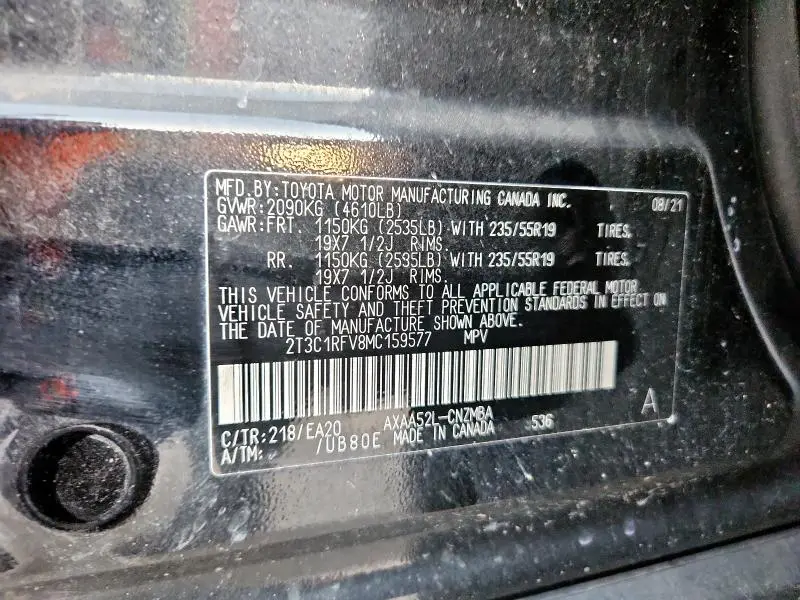 MFD. BY: TOYOTA MOTOR MANUFACTURING CANADA INC. 08/21
GVWR: 2090KG (4610LB)
GAWR: FRT. 1150KG (2535LB) WITH 235/55R19 TIRES.
19X7 1/2J RIMS.
RR. 1150KG (2535LB) WITH 235/55R19 TIRES.
19X7 1/2J RIMS.
THIS VEHICLE CONFORMS TO ALL APPLICABLE FEDERAL MOTOR
VEHICLE SAFETY AND THEFT PREVENTION STANDARDS IN EFFECT ON
THE DATE OF MANUFACTURE SHOWN ABOVE.
2T3C1RFV8MC159577 MPV
A
C/TR: 218/EA20 AXAA52L-CNZMBA 536
A/TM: /UB80E MADE IN CANADA